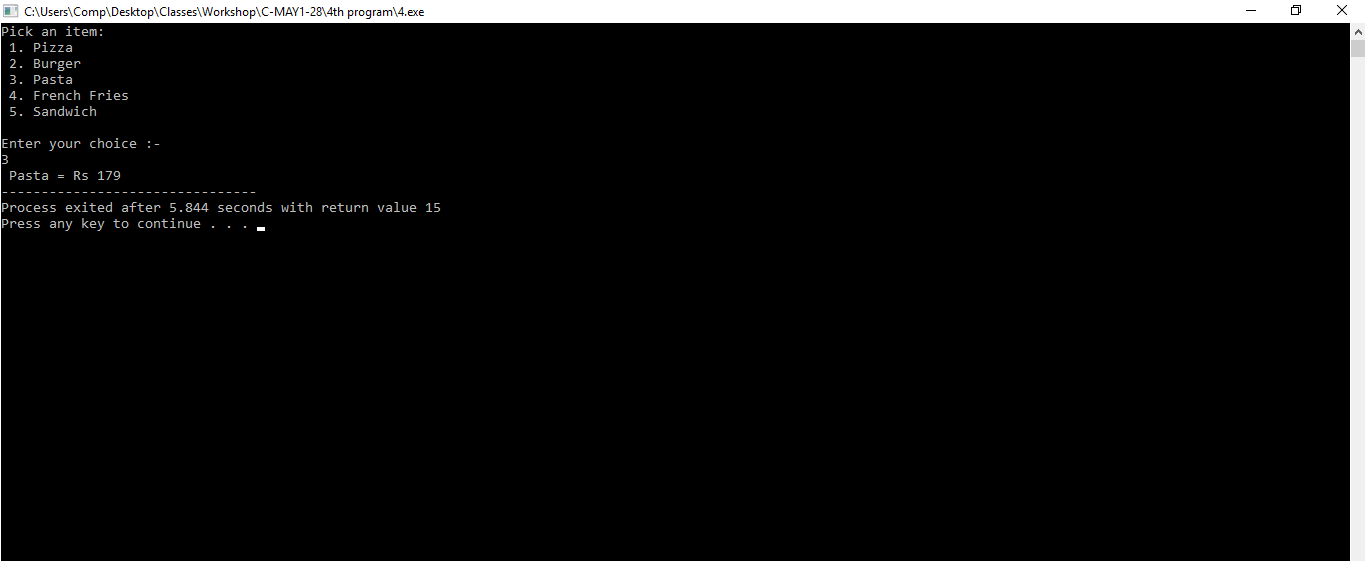 C:\Users\Comp\Desktop\Classes\Workshop\C-MAY1-28\4th program\4.exe
Pick an item:
 1. Pizza
 2. Burger
 3. Pasta
 4. French Fries
 5. Sandwich
Enter your choice :-
3
 Pasta = Rs 179
--------------------------------
Process exited after 5.844 seconds with return value 15
Press any key to continue . . .